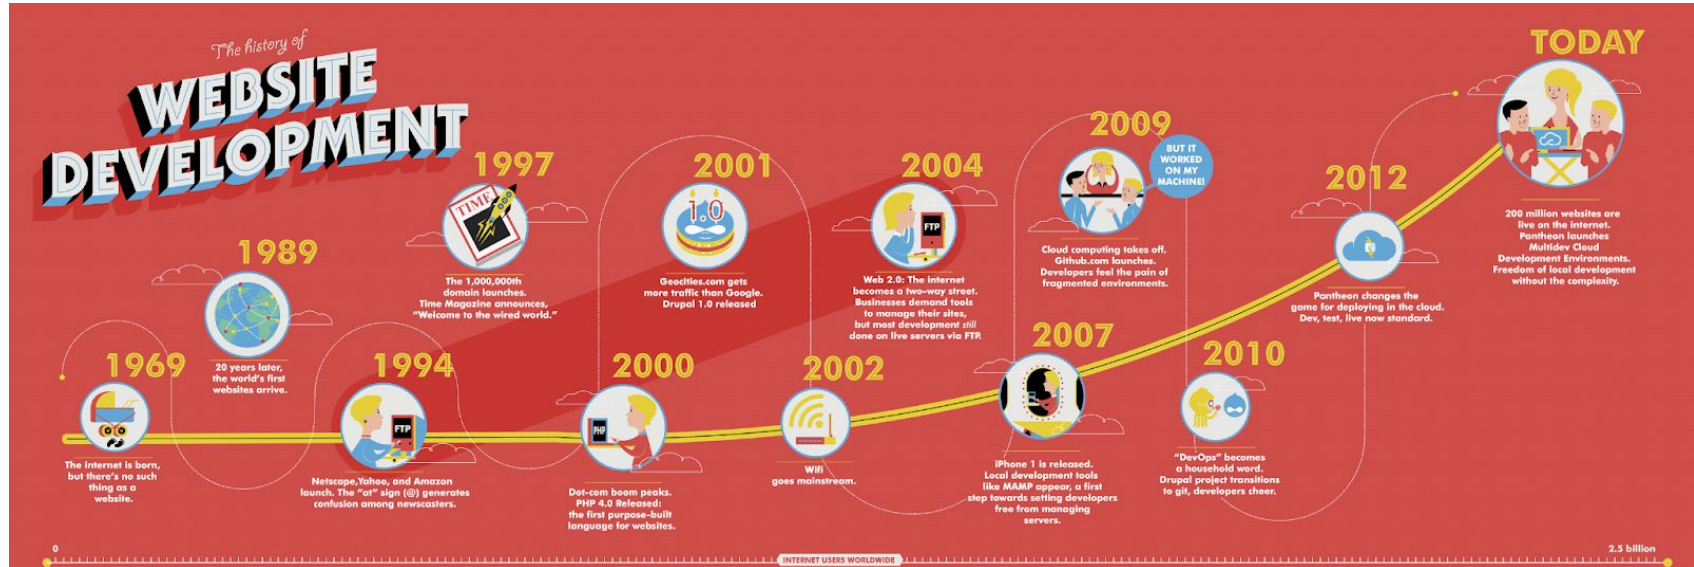 The history of
WEBSITE
DEVELOPMENT
1969
The internet is born,
but there's no such
thing as a
website.
1989
20 years later,
the world's first
websites arrive.
1994
FTP
Netscape,Yahoo, and Amazon
launch. The "at" sign (@) generates
confusion among newscasters.
1997
TIME
The 1,000,000th
domain launches.
Time Magazine announces,
"Welcome to the wired world."
2000
PHP
Dot-com boom peaks.
PHP 4.0 Released:
the first purpose-built
language for websites.
2001
1.0
Geocities.com gets
more traffic than Google.
Drupal 1.0 released
2002
Wifi
goes mainstream.
2004
FTP
Web 2.0: The internet
becomes a two-way street.
Businesses demand tools
to manage their sites,
but most development still
done on live servers via FTP.
2007
iPhone 1 is released.
Local development tools
like MAMP appear, a first
step towards setting developers
free from managing
servers.
2009
BUT IT
WORKED
ON MY
MACHINE!
Cloud computing takes off.
Github.com launches.
Developers feel the pain of
fragmented environments.
2010
"DevOps" becomes
a household word.
Drupal project transitions
to git, developers cheer.
2012
Pantheon changes the
game for deploying in the cloud.
Dev, test, live now standard.
TODAY
200 million websites are
live on the internet.
Pantheon launches
Multidev Cloud
Development Environments.
Freedom of local development
without the complexity.
0
INTERNET USERS WORLDWIDE
2.5 billion